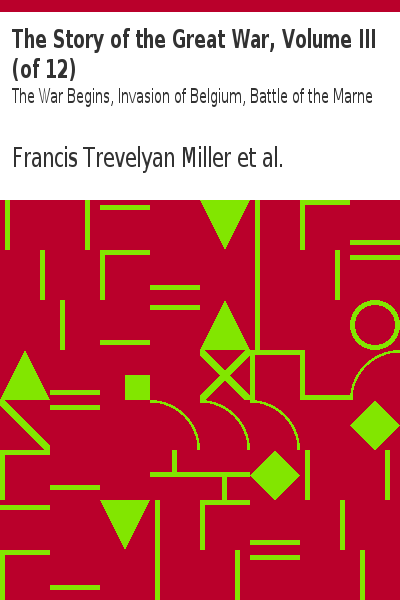 The Story of the Great War, Volume III
(of 12)
The War Begins, Invasion of Belgium, Battle of the Marne
Francis Trevelyan Miller et al.